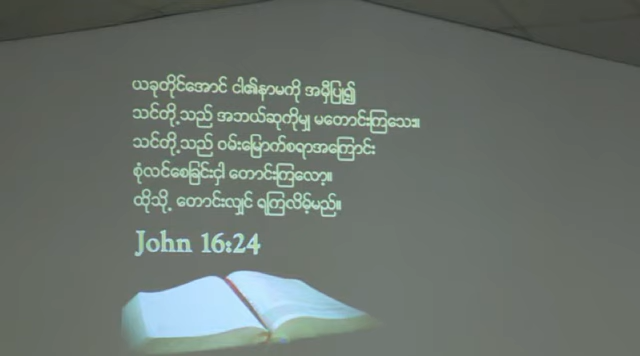 ယခုတိုင်အောင် ငါ၏နာမကို အမှီပြု၍
သင်တို့သည် အဘယ်ဆုကိုမျှ မတောင်းကြသေး။
သင်တို့သည် ဝမ်းမြောက်စရာအကြောင်း
စုံလင်စေခြင်းငှါ တောင်းကြလော့။
ထိုသို့ တောင်းလျှင် ရကြလိမ့်မည်။
John 16:24